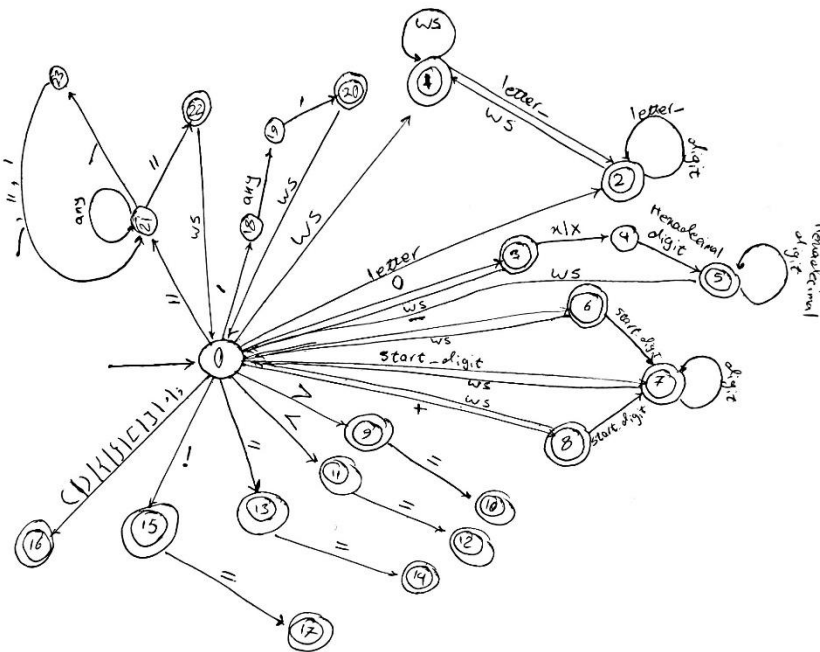 WS
1
letter_
WS
letter_
digit
2
23
22
'
20
19
\
"
any
21
any
18
ws
ws
WS
\, ", '
"
'
letter
0
3
x|X
4
Hexadecimal
digit
5
Hexadecimal
digit
ws
ws
-
ws
6
start_digit
0
start_digit
ws
7
digit
+
ws
8
start_digit
>
9
=
10
<
11
=
12
=
13
=
14
!
15
=
17
(|)|{|}|[|]|,|;
16